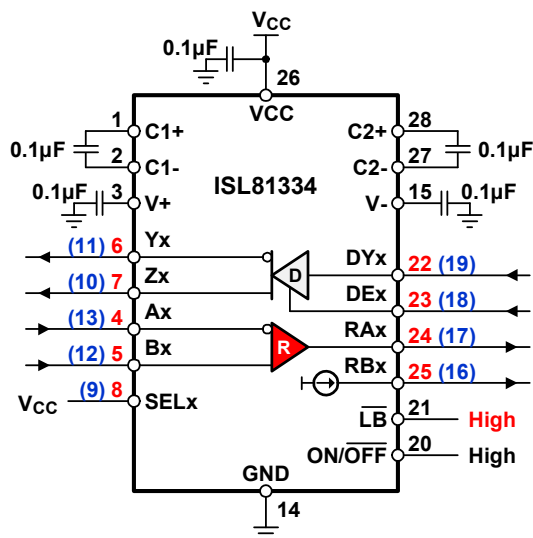 VCC
0.1µF
26
VCC
1 C1+ C2+ 28
0.1µF 0.1µF
2 C1- C2- 27
ISL81334
0.1µF 0.1µF
3 V+ V- 15
(11) 6 Yx
D DYx 22 (19)
(10) 7 Zx
DEx 23 (18)
(13) 4 Ax
R RAx 24 (17)
(12) 5 Bx
RBx 25 (16)
VCC (9) 8 SELx
LB 21 High
ON/OFF 20 High
GND
14